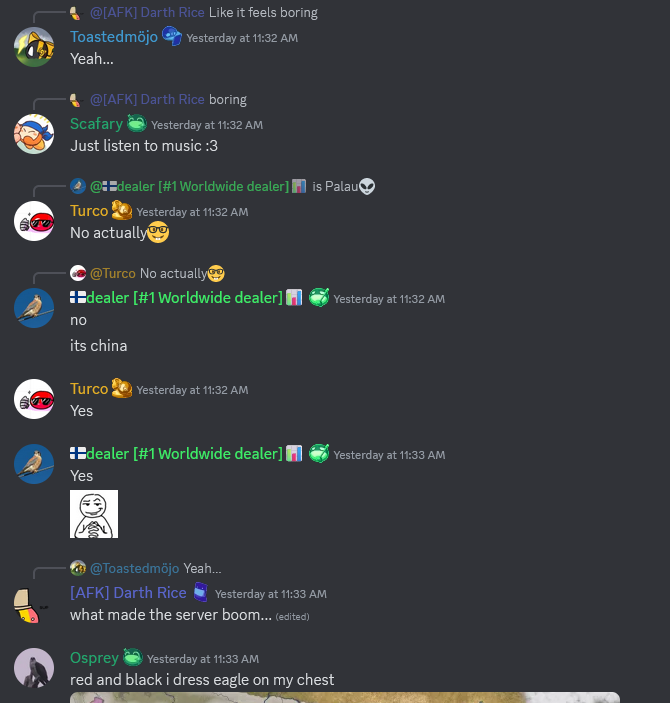 @[AFK] Darth Rice Like it feels boring
Toastedmöjo Yesterday at 11:32 AM
Yeah...
@[AFK] Darth Rice boring
Scafary Yesterday at 11:32 AM
Just listen to music :3
@🇫🇮dealer [#1 Worldwide dealer]📊 is Palau👽
Turco Yesterday at 11:32 AM
No actually🤓
@Turco No actually🤓
🇫🇮dealer [#1 Worldwide dealer]📊 Yesterday at 11:32 AM
no
its china
Turco Yesterday at 11:32 AM
Yes
🇫🇮dealer [#1 Worldwide dealer]📊 Yesterday at 11:33 AM
Yes
@Toastedmöjo Yeah...
[AFK] Darth Rice Yesterday at 11:33 AM
what made the server boom... (edited)
Osprey Yesterday at 11:33 AM
red and black i dress eagle on my chest